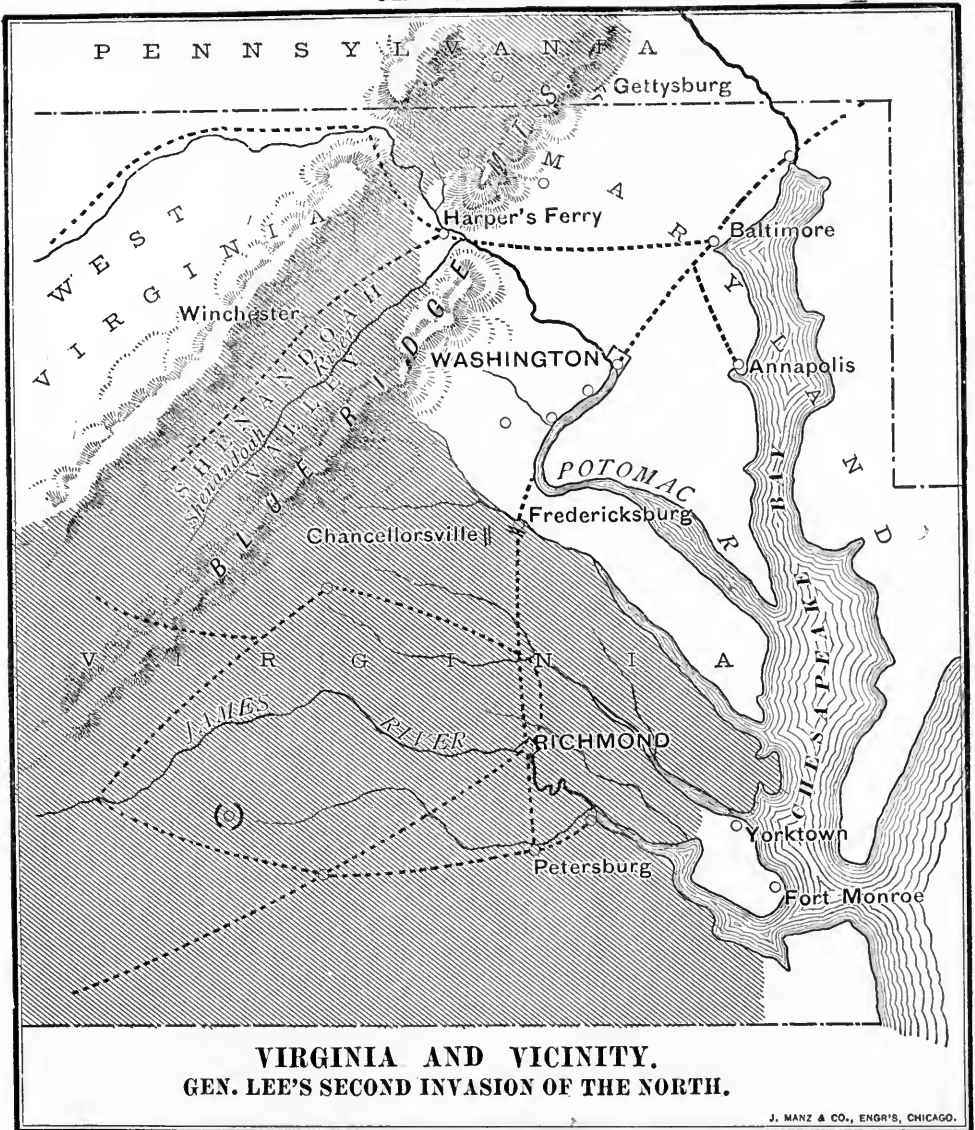 PENNSYLVANIA
Gettysburg
MTS.
MARYLAND
Harper's Ferry
Baltimore
WEST
VIRGINIA
Winchester
SHENANDOAH
VALLEY
Shenandoah
River
BLUE RIDGE
WASHINGTON
Annapolis
POTOMAC R
Fredericksburg
Chancellorsville
CHESAPEAKE BAY
VIRGINIA
JAMES RIVER
RICHMOND
Yorktown
Petersburg
Fort Monroe
VIRGINIA AND VICINITY.
GEN. LEE'S SECOND INVASION OF THE NORTH.
J. MANZ & CO., ENGR'S, CHICAGO.